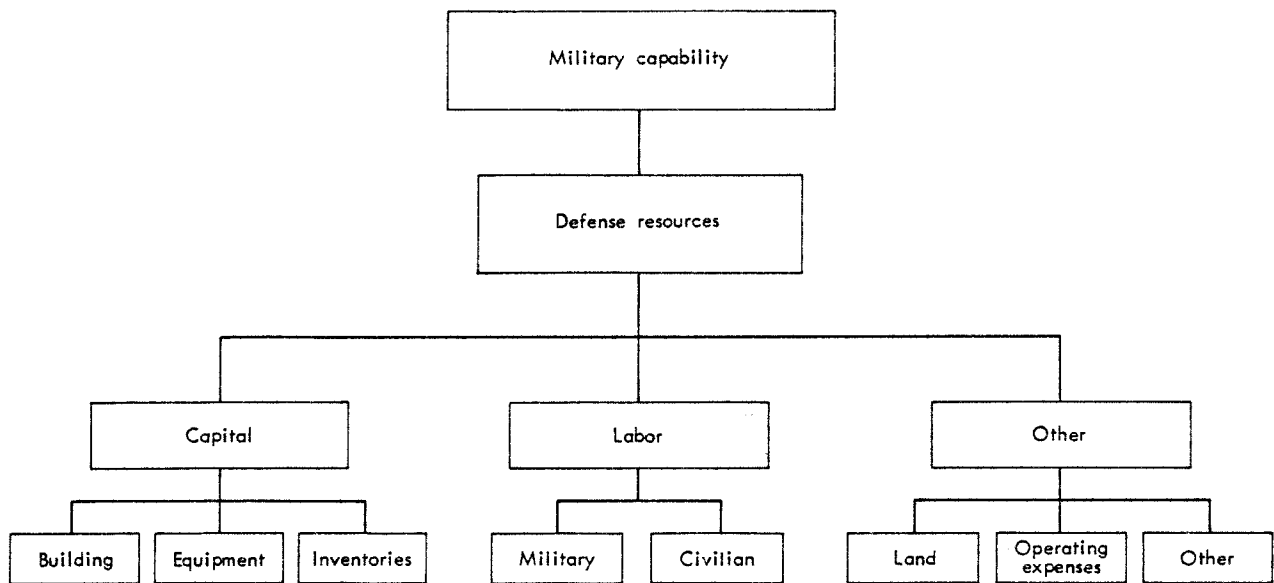 Military capability
Defense resources
Capital
Labor
Other
Building
Equipment
Inventories
Military
Civilian
Land
Operating
expenses
Other